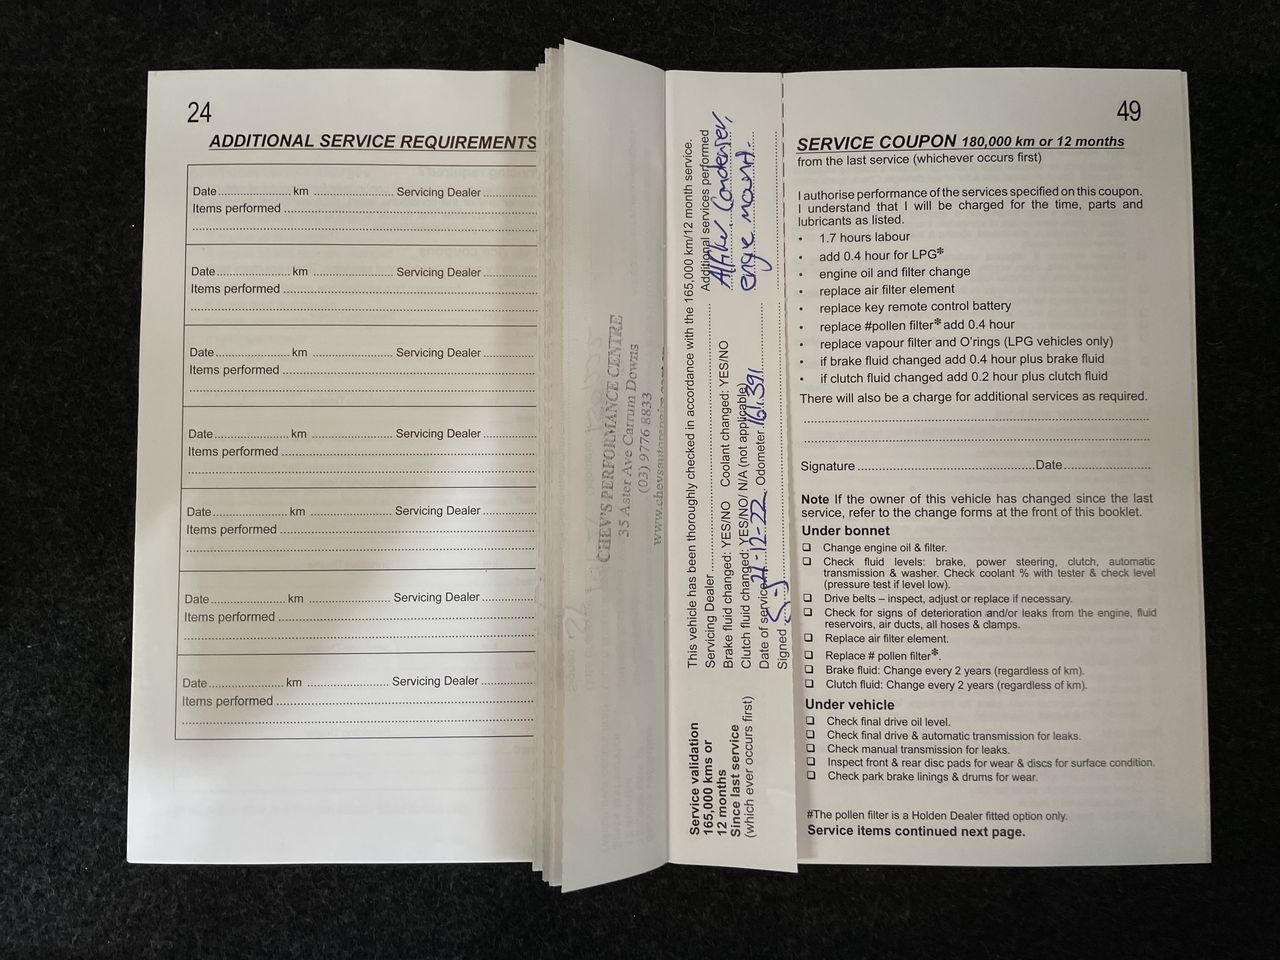 24
ADDITIONAL SERVICE REQUIREMENTS
Date.................... km ...................... Servicing Dealer ...............
Items performed ......................................................................
Date.................... km ...................... Servicing Dealer ...............
Items performed ......................................................................
Date.................... km ...................... Servicing Dealer ...............
Items performed ......................................................................
Date.................... km ...................... Servicing Dealer ...............
Items performed ......................................................................
Date.................... km ...................... Servicing Dealer ...............
Items performed ......................................................................
Date.................... km ...................... Servicing Dealer ...............
Items performed ......................................................................
Date.................... km ...................... Servicing Dealer ...............
Items performed ......................................................................
CHEV'S PERFORMANCE CENTRE
35 Aster Ave Carrum Downs
(03) 9776 8833
Service validation
165,000 kms or
12 months
Since last service
(which ever occurs first)
This vehicle has been thoroughly checked in accordance with the 165,000 km/12 month service.
Servicing Dealer .................... Additional services performed
Brake fluid changed: YES/NO Coolant changed: YES/NO Condenser,
Clutch fluid changed: YES/NO/ N/A (not applicable) engine mount.
Date of service 21-12-22 Odometer 161,391
Signed
49
SERVICE COUPON 180,000 km or 12 months
from the last service (whichever occurs first)
I authorise performance of the services specified on this coupon.
I understand that I will be charged for the time, parts and
lubricants as listed.
• 1.7 hours labour
• add 0.4 hour for LPG*
• engine oil and filter change
• replace air filter element
• replace key remote control battery
• replace #pollen filter* add 0.4 hour
• replace vapour filter and O'rings (LPG vehicles only)
• if brake fluid changed add 0.4 hour plus brake fluid
• if clutch fluid changed add 0.2 hour plus clutch fluid
There will also be a charge for additional services as required.
Signature ................................................Date........................
Note If the owner of this vehicle has changed since the last
service, refer to the change forms at the front of this booklet.
Under bonnet
❑ Change engine oil & filter.
❑ Check fluid levels: brake, power steering, clutch, automatic
transmission & washer. Check coolant % with tester & check level
(pressure test if level low).
❑ Drive belts – inspect, adjust or replace if necessary.
❑ Check for signs of deterioration and/or leaks from the engine, fluid
reservoirs, air ducts, all hoses & clamps.
❑ Replace air filter element.
❑ Replace # pollen filter*.
❑ Brake fluid: Change every 2 years (regardless of km).
❑ Clutch fluid: Change every 2 years (regardless of km).
Under vehicle
❑ Check final drive oil level.
❑ Check final drive & automatic transmission for leaks.
❑ Check manual transmission for leaks.
❑ Inspect front & rear disc pads for wear & discs for surface condition.
❑ Check park brake linings & drums for wear.
#The pollen filter is a Holden Dealer fitted option only.
Service items continued next page.